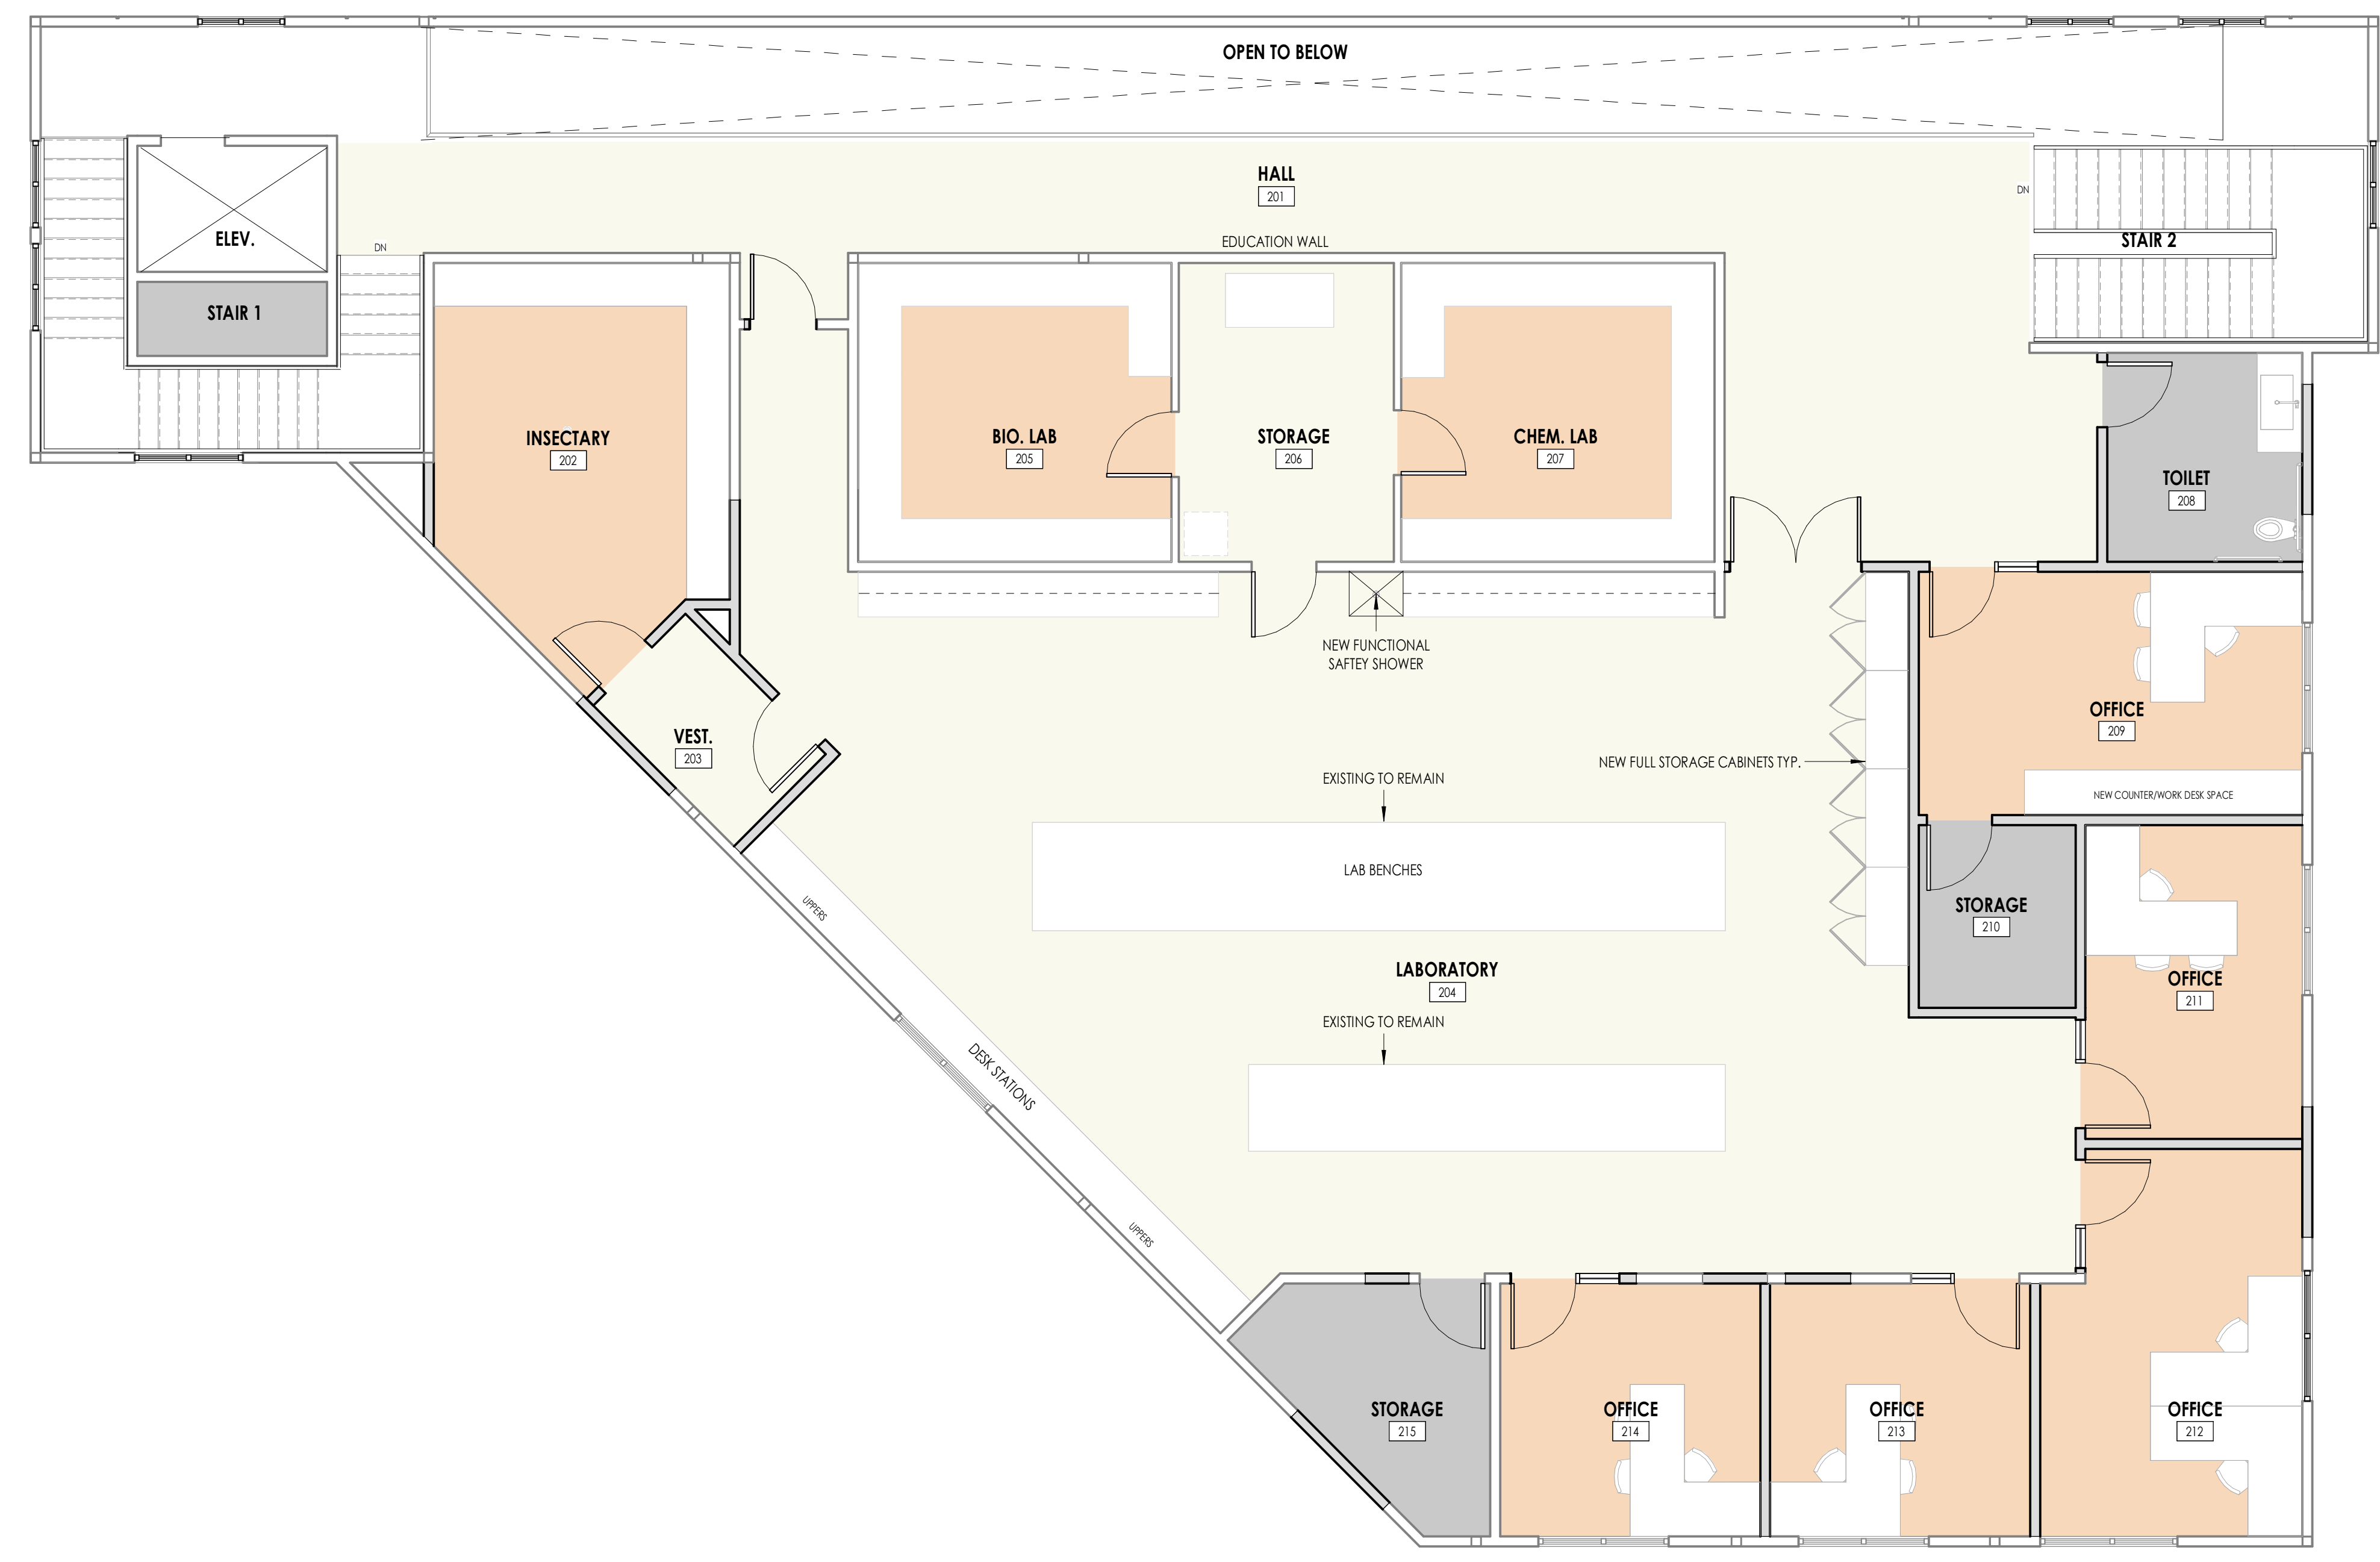 OPEN TO BELOW
HALL
201
DN
ELEV.
DN
EDUCATION WALL
STAIR 2
STAIR 1
INSECTARY
202
BIO. LAB
205
STORAGE
206
CHEM. LAB
207
TOILET
208
NEW FUNCTIONAL
SAFTEY SHOWER
VEST.
203
OFFICE
209
NEW FULL STORAGE CABINETS TYP.
EXISTING TO REMAIN
NEW COUNTER/WORK DESK SPACE
LAB BENCHES
UPPERS
STORAGE
210
LABORATORY
204
OFFICE
211
EXISTING TO REMAIN
DESK STATIONS
UPPERS
STORAGE
215
OFFICE
214
OFFICE
213
OFFICE
212